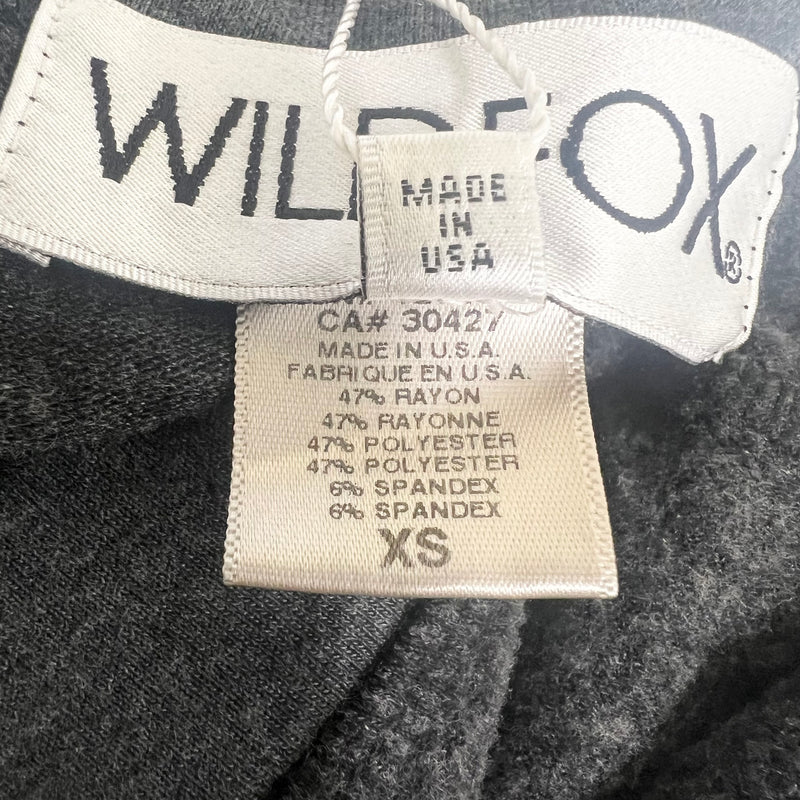 WILDFOX®
MADE
IN
USA
CA# 30427
MADE IN U.S.A.
FABRIQUE EN U.S.A.
47% RAYON
47% RAYONNE
47% POLYESTER
47% POLYESTER
6% SPANDEX
6% SPANDEX
XS